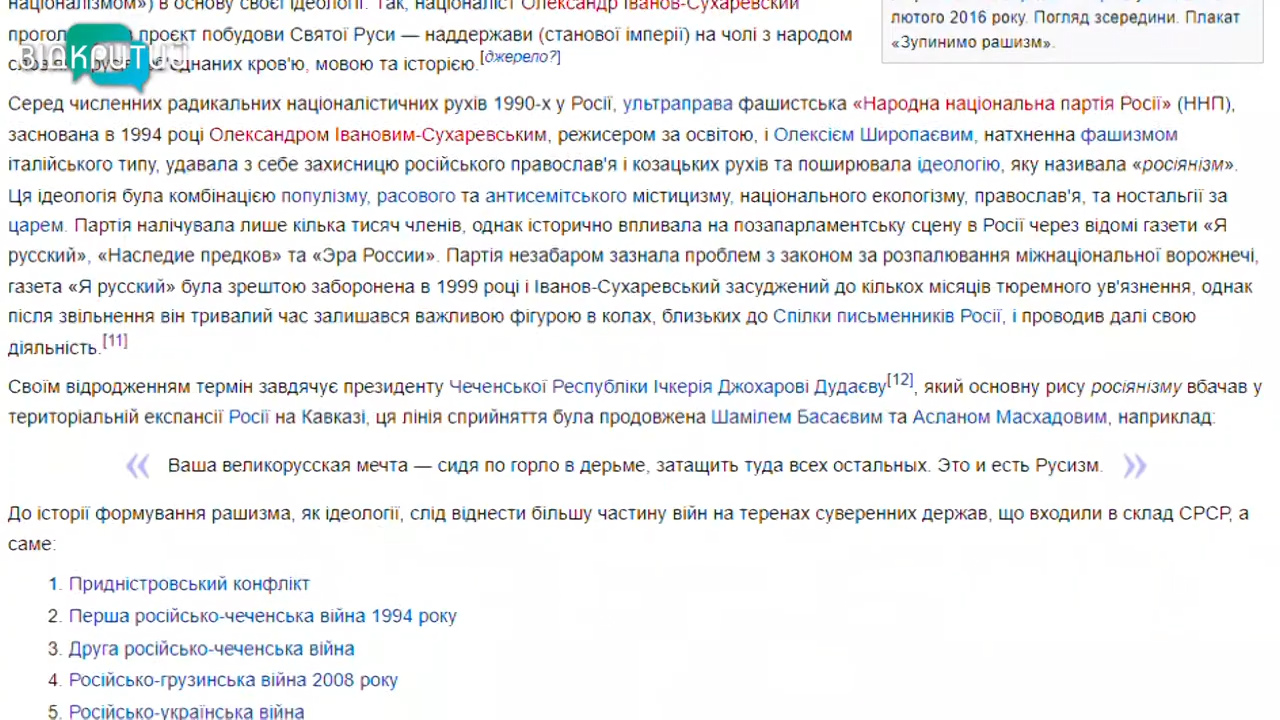 націоналізмом») в основу своєї ідеології. Так, націоналіст Олександр Іванов-Сухаревский
проект побудови Святої Руси — наддержави (станової імперії) на чолі з народом
кров'ю, мовою та історією.[джерело?]
ВІДКРИТИЙ
лютого 2016 року. Погляд зсередини. Плакат
«Зупинимо рашизм».
Серед численних радикальних націоналістичних рухів 1990-х у Росії, ультраправа фашистська «Народна національна партія Росії» (ННП),
заснована в 1994 році Олександром Івановим-Сухаревським, режисером за освітою, і Олексієм Широпаєвим, натхненна фашизмом
італійського типу, удавала з себе захисницю російського православ'я і козацьких рухів та поширювала ідеологію, яку називала «росіянізм».
Ця ідеологія була комбінацією популізму, расового та антисемітського містицизму, національного екологізму, православ'я, та ностальгії за
царем. Партія налічувала лише кілька тисяч членів, однак історично впливала на позапарламентську сцену в Росії через відомі газети «Я
русский», «Наследие предков» та «Эра России». Партія незабаром зазнала проблем з законом за розпалювання міжнаціональної ворожнечі,
газета «Я русский» була зрештою заборонена в 1999 році і Іванов-Сухаревський засуджений до кількох місяців тюремного ув'язнення, однак
після звільнення він тривалий час залишався важливою фігурою в колах, близьких до Спілки письменників Росії, і проводив далі свою
діяльність.[11]
Своїм відродженням термін завдячує президенту Чеченської Республіки Ічкерія Джохарові Дудаєву[12], який основну рису росіянізму вбачав у
територіальній експансії Росії на Кавказі, ця лінія сприйняття була продовжена Шамілем Басаєвим та Асланом Масхадовим, наприклад:
« Ваша великорусская мечта — сидя по горло в дерьме, затащить туда всех остальных. Это и есть Русизм. »
До історії формування рашизма, як ідеології, слід віднести більшу частину війн на теренах суверенних держав, що входили в склад СРСР, а
саме:
1. Придністровський конфлікт
2. Перша російсько-чеченська війна 1994 року
3. Друга російсько-чеченська війна
4. Російсько-грузинська війна 2008 року
5. Російсько-українська війна